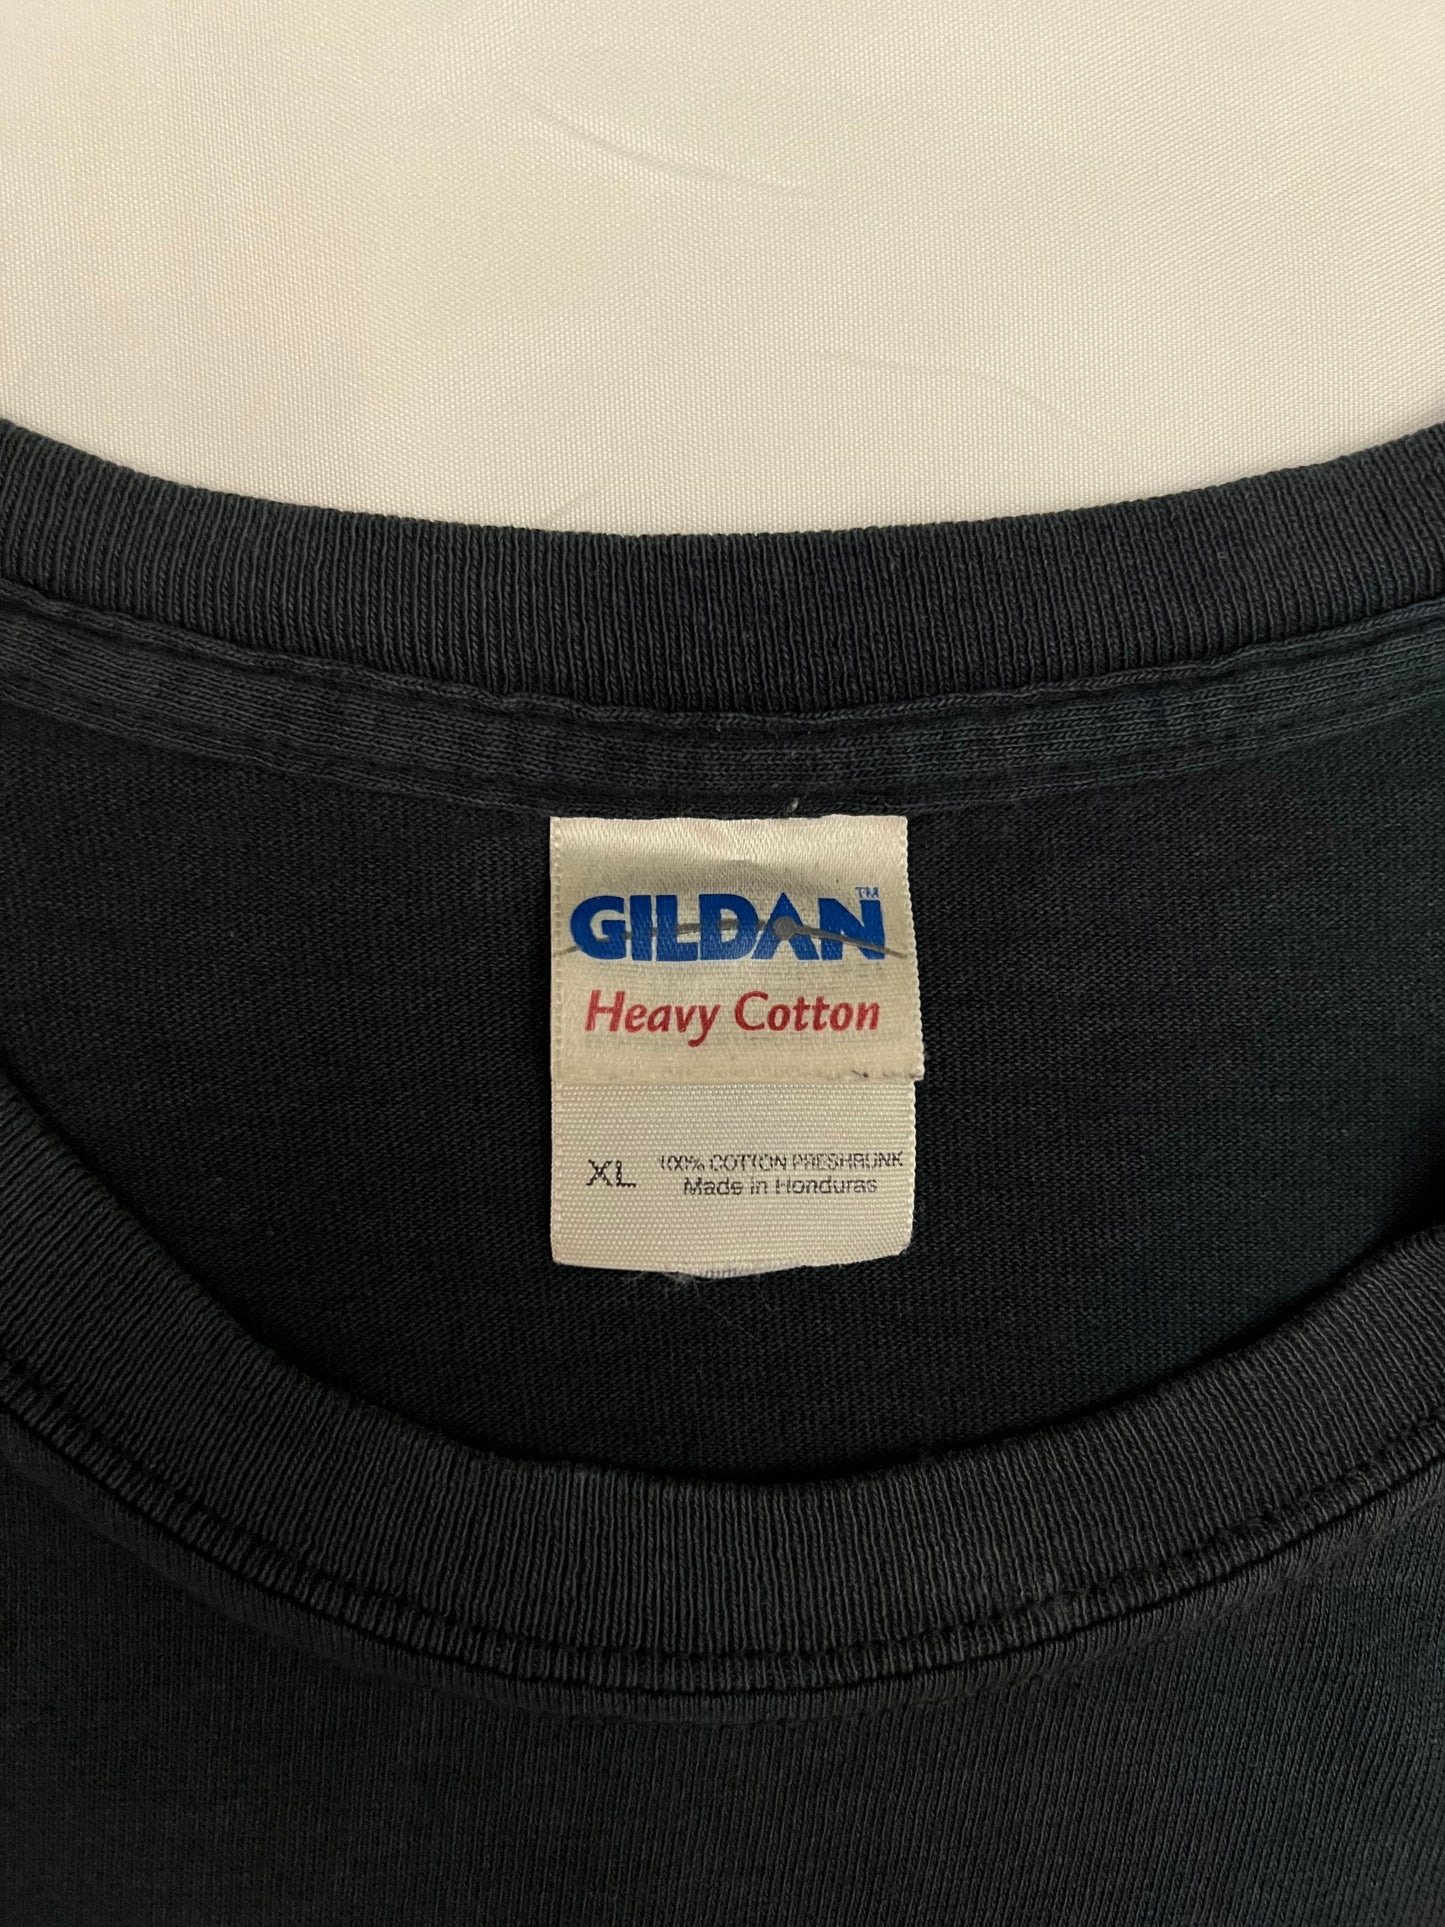 GILDAN™
Heavy Cotton
XL 100% COTTON PRESHRUNK
Made in Honduras